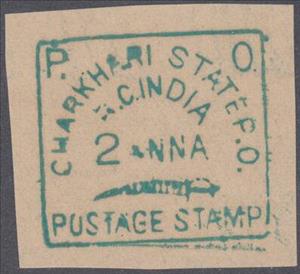 P. O.
CHARKHARI STATE P.O.
C.INDIA
2 ANNA
POSTAGE STAMP